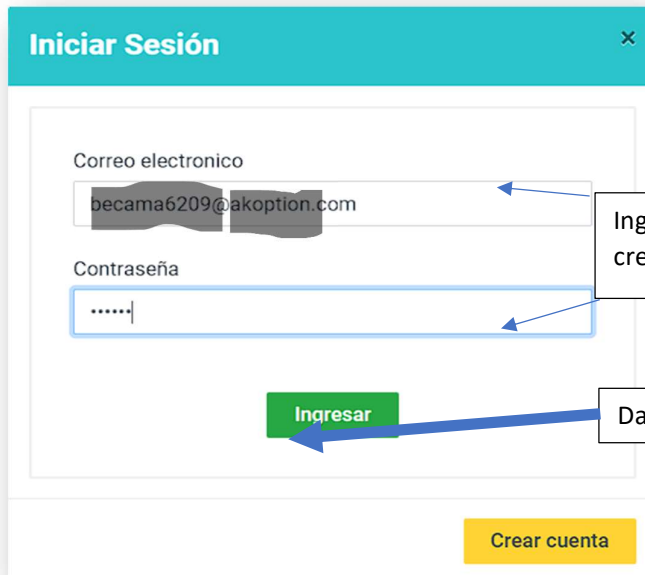 Iniciar Sesión ×
Correo electronico
becama6209@akoption.com
Ing
cre
Contraseña
••••••
Ingresar
Da
Crear cuenta